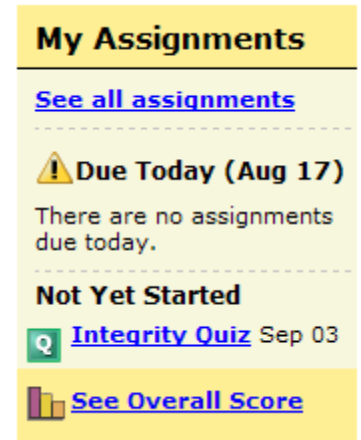 My Assignments
See all assignments
Due Today (Aug 17)
There are no assignments
due today.
Not Yet Started
Q Integrity Quiz Sep 03
See Overall Score